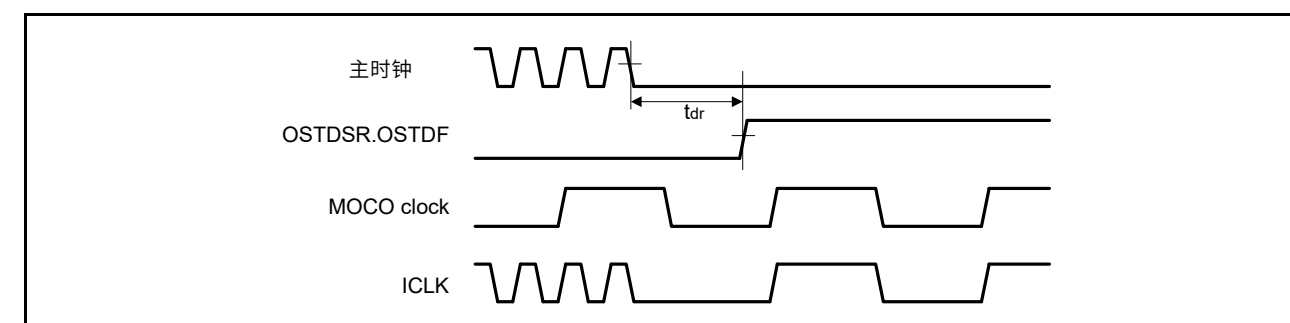 主时钟
tdr
OSTDSR.OSTDF
MOCO clock
ICLK